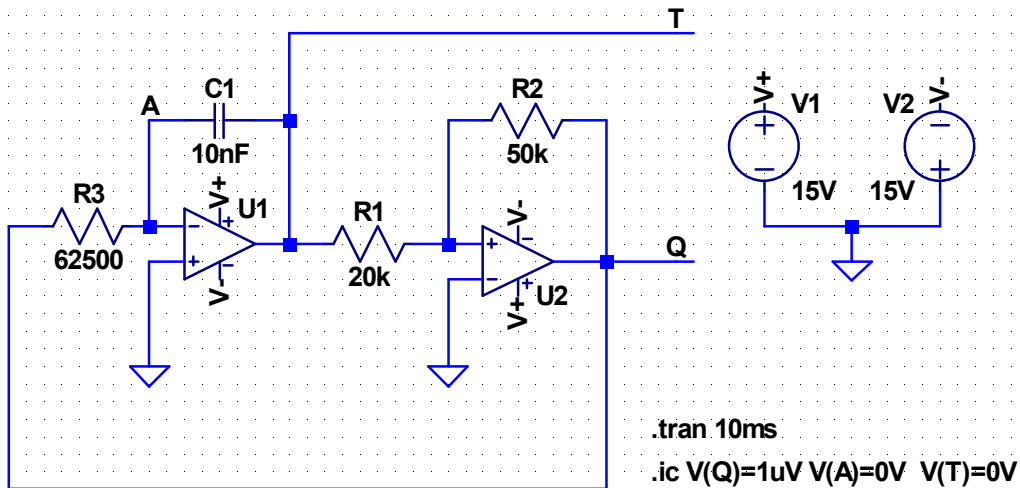 T
A
C1
10nF
R2
50k
V+
V1
15V
V-
V2
15V
R3
62500
V+
U1
V-
R1
20k
V-
U2
V+
Q
.tran 10ms
.ic V(Q)=1uV V(A)=0V V(T)=0V